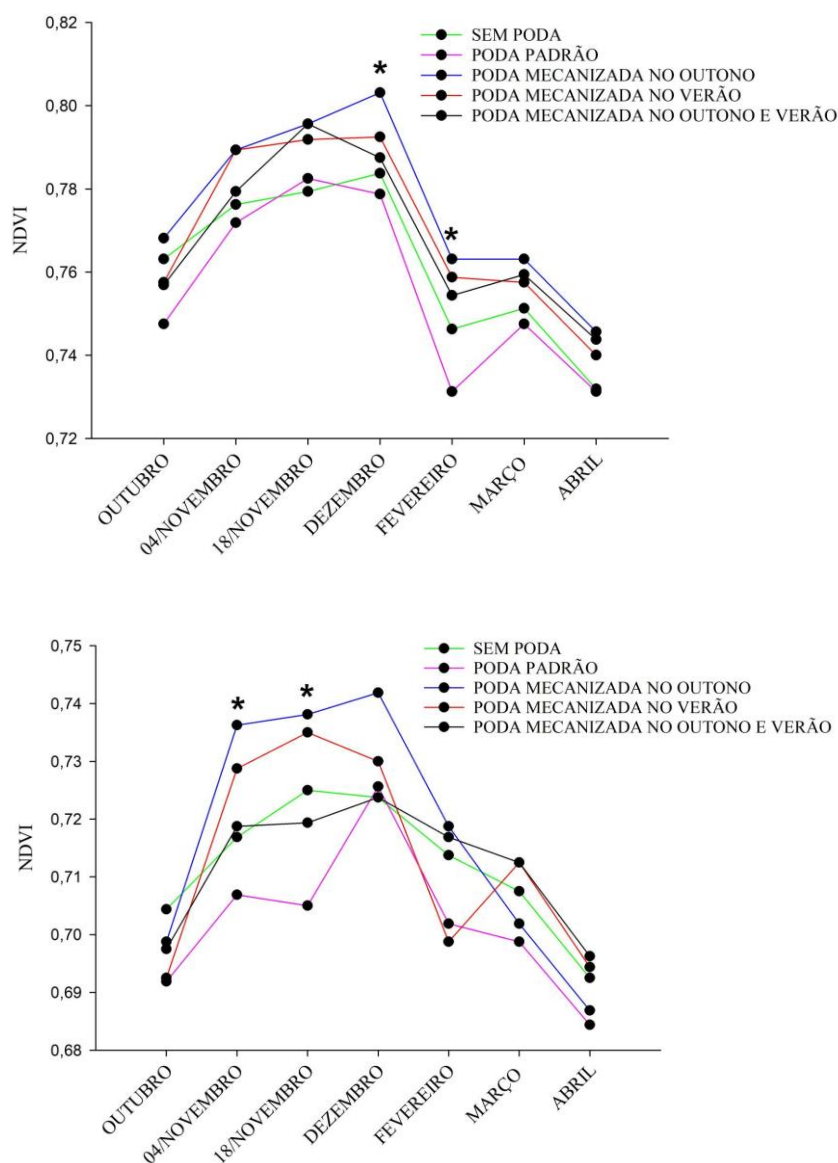 0,82
0,80
0,78
0,76
0,74
0,72
NDVI
SEM PODA
PODA PADRÃO
PODA MECANIZADA NO OUTONO
PODA MECANIZADA NO VERÃO
PODA MECANIZADA NO OUTONO E VERÃO
*
*
OUTUBRO
04/NOVEMBRO
18/NOVEMBRO
DEZEMBRO
FEVEREIRO
MARÇO
ABRIL
0,75
0,74
0,73
0,72
0,71
0,70
0,69
0,68
NDVI
SEM PODA
PODA PADRÃO
PODA MECANIZADA NO OUTONO
PODA MECANIZADA NO VERÃO
PODA MECANIZADA NO OUTONO E VERÃO
*
*
OUTUBRO
04/NOVEMBRO
18/NOVEMBRO
DEZEMBRO
FEVEREIRO
MARÇO
ABRIL